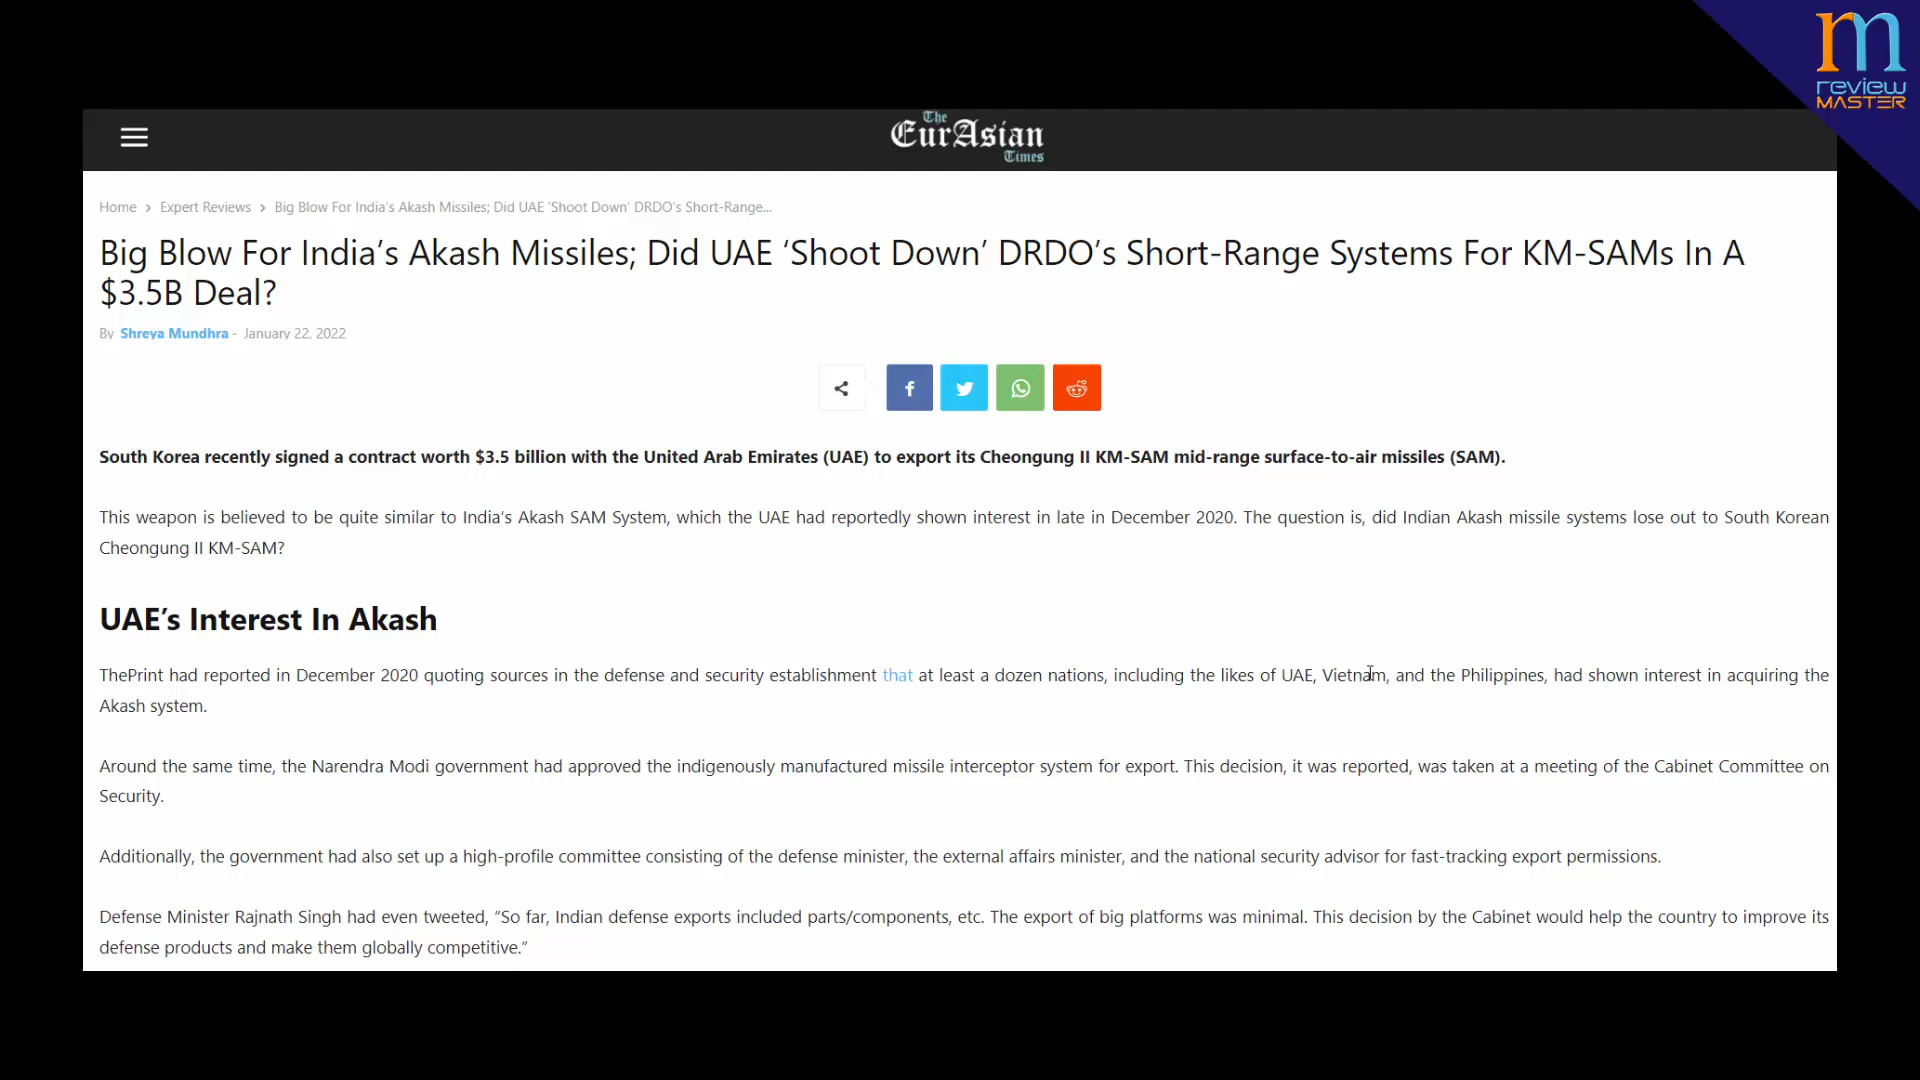 m
review
MASTER
The
EurAsian
Times
Home > Expert Reviews > Big Blow For India's Akash Missiles; Did UAE ‘Shoot Down’ DRDO's Short-Range...
Big Blow For India’s Akash Missiles; Did UAE ‘Shoot Down’ DRDO’s Short-Range Systems For KM-SAMs In A
$3.5B Deal?
By Shreya Mundhra - January 22, 2022
f
South Korea recently signed a contract worth $3.5 billion with the United Arab Emirates (UAE) to export its Cheongung II KM-SAM mid-range surface-to-air missiles (SAM).
This weapon is believed to be quite similar to India’s Akash SAM System, which the UAE had reportedly shown interest in late in December 2020. The question is, did Indian Akash missile systems lose out to South Korean
Cheongung II KM-SAM?
UAE’s Interest In Akash
ThePrint had reported in December 2020 quoting sources in the defense and security establishment that at least a dozen nations, including the likes of UAE, Vietnam, and the Philippines, had shown interest in acquiring the
Akash system.
Around the same time, the Narendra Modi government had approved the indigenously manufactured missile interceptor system for export. This decision, it was reported, was taken at a meeting of the Cabinet Committee on
Security.
Additionally, the government had also set up a high-profile committee consisting of the defense minister, the external affairs minister, and the national security advisor for fast-tracking export permissions.
Defense Minister Rajnath Singh had even tweeted, “So far, Indian defense exports included parts/components, etc. The export of big platforms was minimal. This decision by the Cabinet would help the country to improve its
defense products and make them globally competitive.”